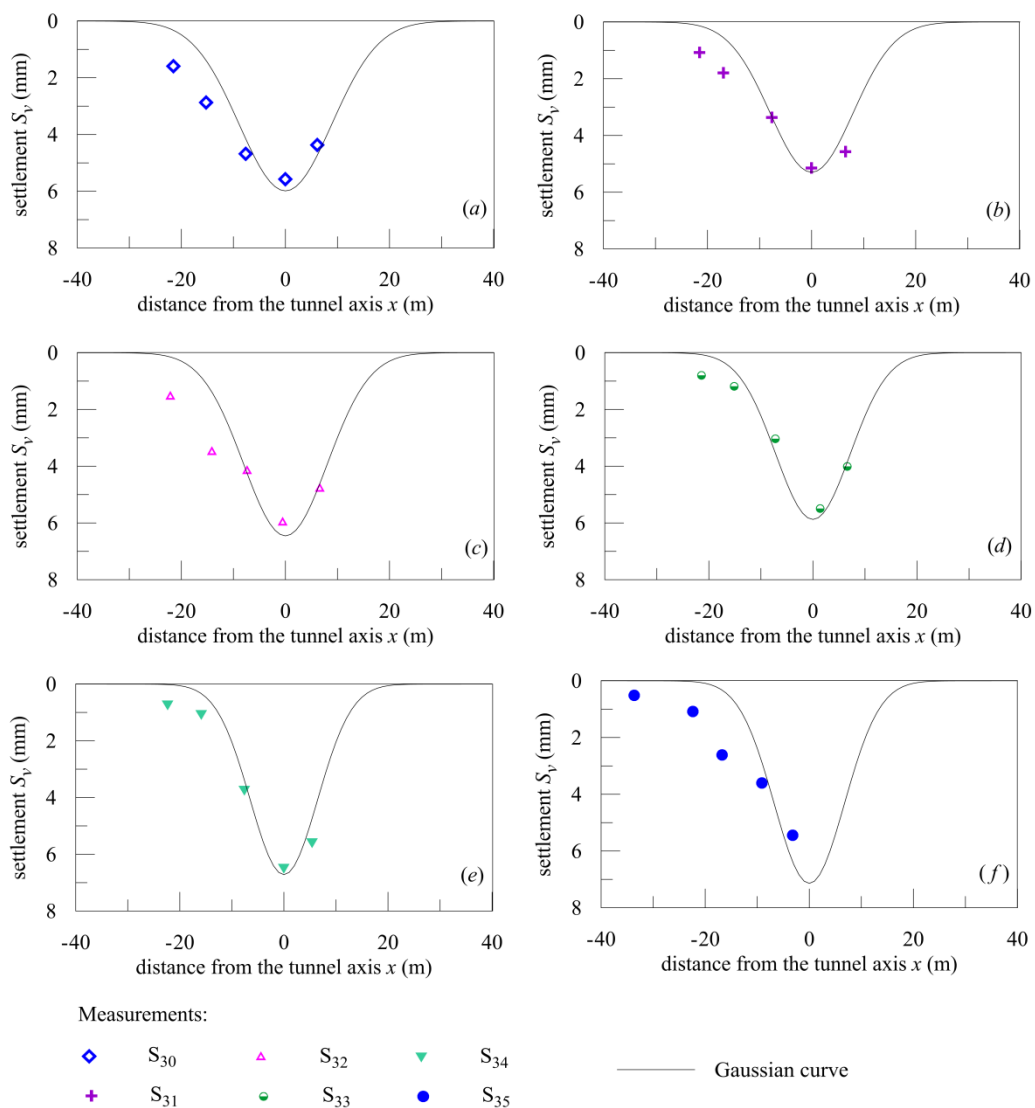 0
2
4
6
8
settlement Sᵥ (mm)
-40 -20 0 20 40
distance from the tunnel axis x (m)
(a)
0
2
4
6
8
settlement Sᵥ (mm)
-40 -20 0 20 40
distance from the tunnel axis x (m)
(b)
0
2
4
6
8
settlement Sᵥ (mm)
-40 -20 0 20 40
distance from the tunnel axis x (m)
(c)
0
2
4
6
8
settlement Sᵥ (mm)
-40 -20 0 20 40
distance from the tunnel axis x (m)
(d)
0
2
4
6
8
settlement Sᵥ (mm)
-40 -20 0 20 40
distance from the tunnel axis x (m)
(e)
0
2
4
6
8
settlement Sᵥ (mm)
-40 -20 0 20 40
distance from the tunnel axis x (m)
(f)
Measurements:
S₃₀ S₃₂ S₃₄
S₃₁ S₃₃ S₃₅
Gaussian curve